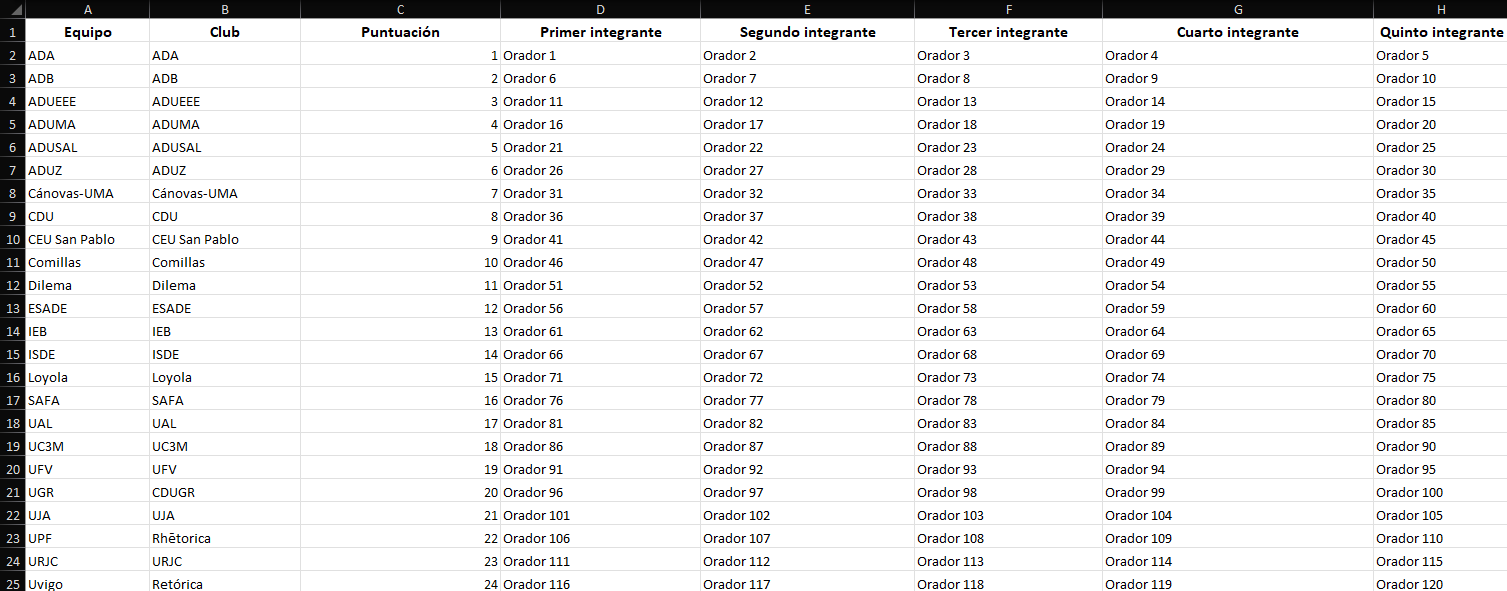 A B C D E F G H
1 Equipo Club Puntuación Primer integrante Segundo integrante Tercer integrante Cuarto integrante Quinto integrante
2 ADA ADA 1 Orador 1 Orador 2 Orador 3 Orador 4 Orador 5
3 ADB ADB 2 Orador 6 Orador 7 Orador 8 Orador 9 Orador 10
4 ADUEEE ADUEEE 3 Orador 11 Orador 12 Orador 13 Orador 14 Orador 15
5 ADUMA ADUMA 4 Orador 16 Orador 17 Orador 18 Orador 19 Orador 20
6 ADUSAL ADUSAL 5 Orador 21 Orador 22 Orador 23 Orador 24 Orador 25
7 ADUZ ADUZ 6 Orador 26 Orador 27 Orador 28 Orador 29 Orador 30
8 Cánovas-UMA Cánovas-UMA 7 Orador 31 Orador 32 Orador 33 Orador 34 Orador 35
9 CDU CDU 8 Orador 36 Orador 37 Orador 38 Orador 39 Orador 40
10 CEU San Pablo CEU San Pablo 9 Orador 41 Orador 42 Orador 43 Orador 44 Orador 45
11 Comillas Comillas 10 Orador 46 Orador 47 Orador 48 Orador 49 Orador 50
12 Dilema Dilema 11 Orador 51 Orador 52 Orador 53 Orador 54 Orador 55
13 ESADE ESADE 12 Orador 56 Orador 57 Orador 58 Orador 59 Orador 60
14 IEB IEB 13 Orador 61 Orador 62 Orador 63 Orador 64 Orador 65
15 ISDE ISDE 14 Orador 66 Orador 67 Orador 68 Orador 69 Orador 70
16 Loyola Loyola 15 Orador 71 Orador 72 Orador 73 Orador 74 Orador 75
17 SAFA SAFA 16 Orador 76 Orador 77 Orador 78 Orador 79 Orador 80
18 UAL UAL 17 Orador 81 Orador 82 Orador 83 Orador 84 Orador 85
19 UC3M UC3M 18 Orador 86 Orador 87 Orador 88 Orador 89 Orador 90
20 UFV UFV 19 Orador 91 Orador 92 Orador 93 Orador 94 Orador 95
21 UGR CDUGR 20 Orador 96 Orador 97 Orador 98 Orador 99 Orador 100
22 UJA UJA 21 Orador 101 Orador 102 Orador 103 Orador 104 Orador 105
23 UPF Rhētorica 22 Orador 106 Orador 107 Orador 108 Orador 109 Orador 110
24 URJC URJC 23 Orador 111 Orador 112 Orador 113 Orador 114 Orador 115
25 Uvigo Retórica 24 Orador 116 Orador 117 Orador 118 Orador 119 Orador 120